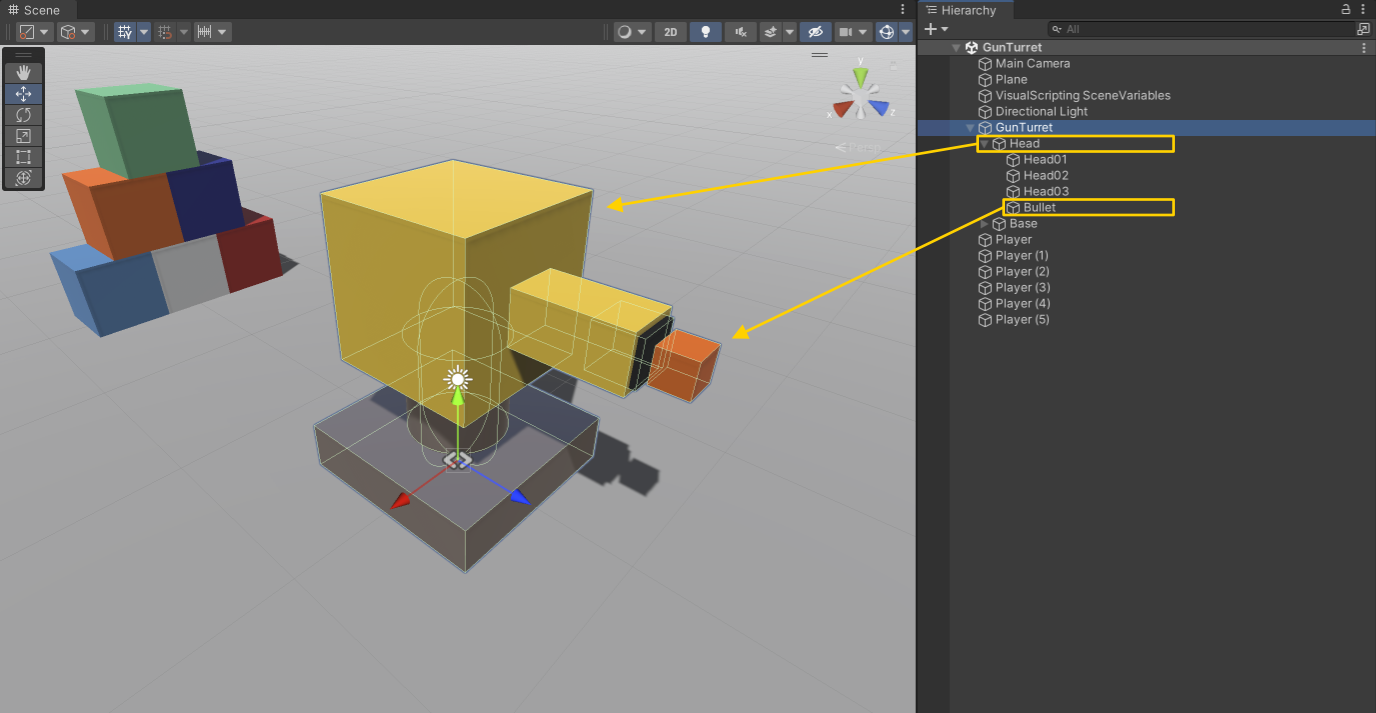 Scene
2D
y
x
z
Persp
Hierarchy
All
GunTurret
Main Camera
Plane
VisualScripting SceneVariables
Directional Light
GunTurret
Head
Head01
Head02
Head03
Bullet
Base
Player
Player (1)
Player (2)
Player (3)
Player (4)
Player (5)